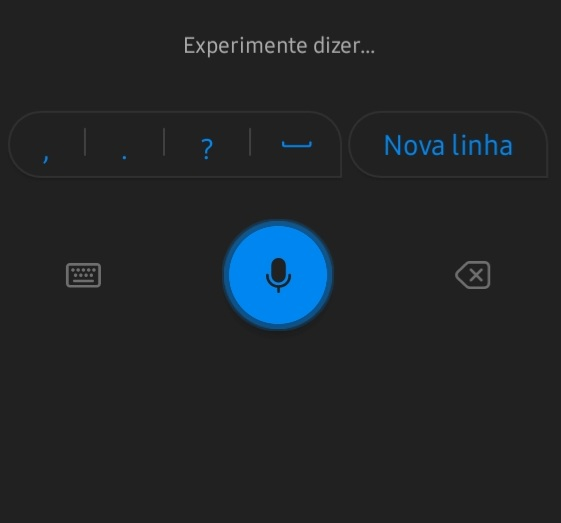 Experimente dizer...
, . ? Nova linha